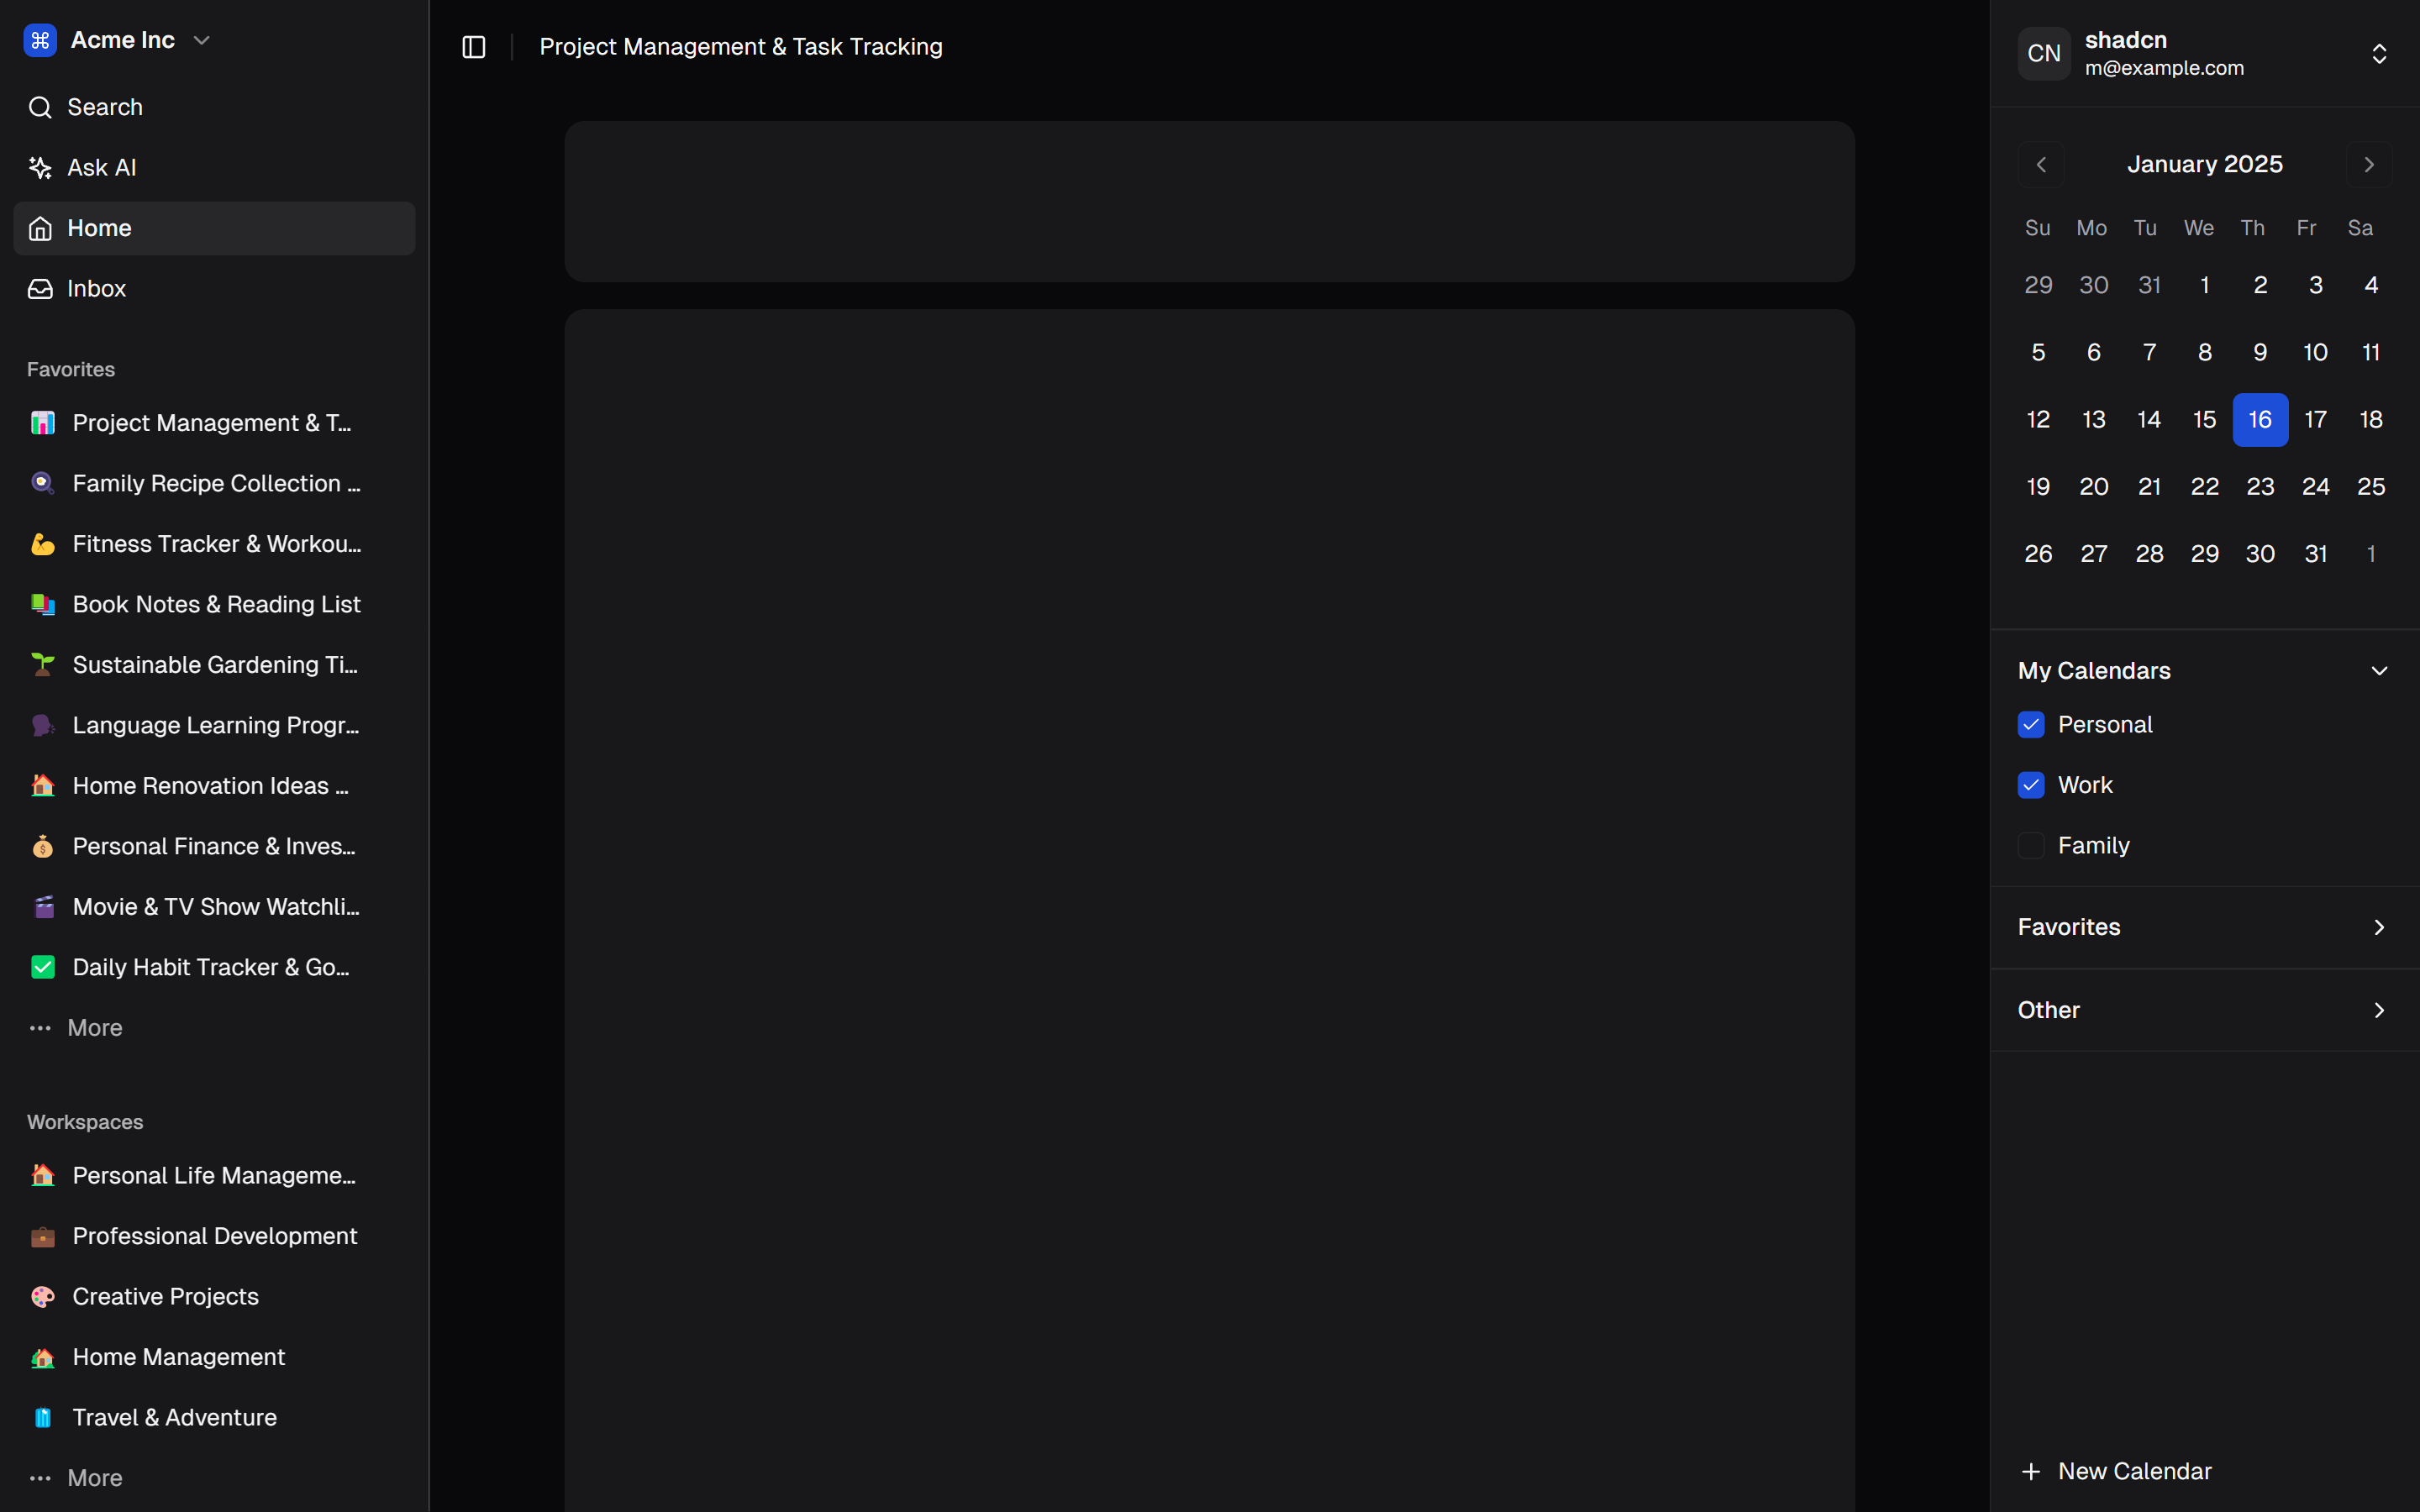 Acme Inc
Search
Ask AI
Home
Inbox
Favorites
Project Management & T...
Family Recipe Collection ...
Fitness Tracker & Workou...
Book Notes & Reading List
Sustainable Gardening Ti...
Language Learning Progr...
Home Renovation Ideas ...
Personal Finance & Inves...
Movie & TV Show Watchli...
Daily Habit Tracker & Go...
More
Workspaces
Personal Life Manageme...
Professional Development
Creative Projects
Home Management
Travel & Adventure
More
Project Management & Task Tracking
CN
shadcn
m@example.com
January 2025
Su Mo Tu We Th Fr Sa
29 30 31 1 2 3 4
5 6 7 8 9 10 11
12 13 14 15 16 17 18
19 20 21 22 23 24 25
26 27 28 29 30 31 1
My Calendars
Personal
Work
Family
Favorites
Other
New Calendar